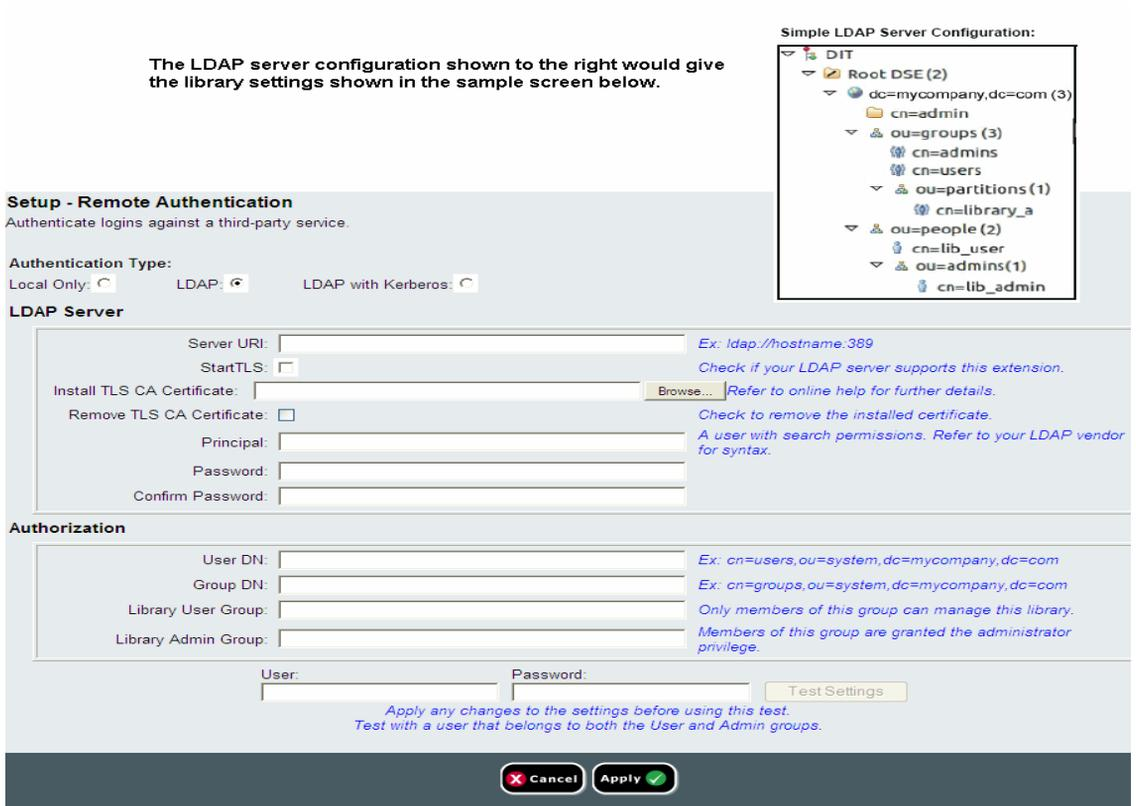 Simple LDAP Server Configuration:
The LDAP server configuration shown to the right would give
the library settings shown in the sample screen below.
DIT
Root DSE (2)
dc=mycompany,dc=com (3)
cn=admin
ou=groups (3)
cn=admins
cn=users
ou=partitions(1)
cn=library_a
ou=people (2)
cn=lib_user
ou=admins(1)
cn=lib_admin
Setup - Remote Authentication
Authenticate logins against a third-party service.
Authentication Type:
Local Only: LDAP: LDAP with Kerberos:
LDAP Server
Server URI: Ex: ldap://hostname:389
StartTLS: Check if your LDAP server supports this extension.
Install TLS CA Certificate: Browse... Refer to online help for further details.
Remove TLS CA Certificate: Check to remove the installed certificate.
Principal: A user with search permissions. Refer to your LDAP vendor
for syntax.
Password:
Confirm Password:
Authorization
User DN: Ex: cn=users,ou=system,dc=mycompany,dc=com
Group DN: Ex: cn=groups,ou=system,dc=mycompany,dc=com
Library User Group: Only members of this group can manage this library.
Library Admin Group: Members of this group are granted the administrator
privilege.
User: Password:
Test Settings
Apply any changes to the settings before using this test.
Test with a user that belongs to both the User and Admin groups.
Cancel Apply